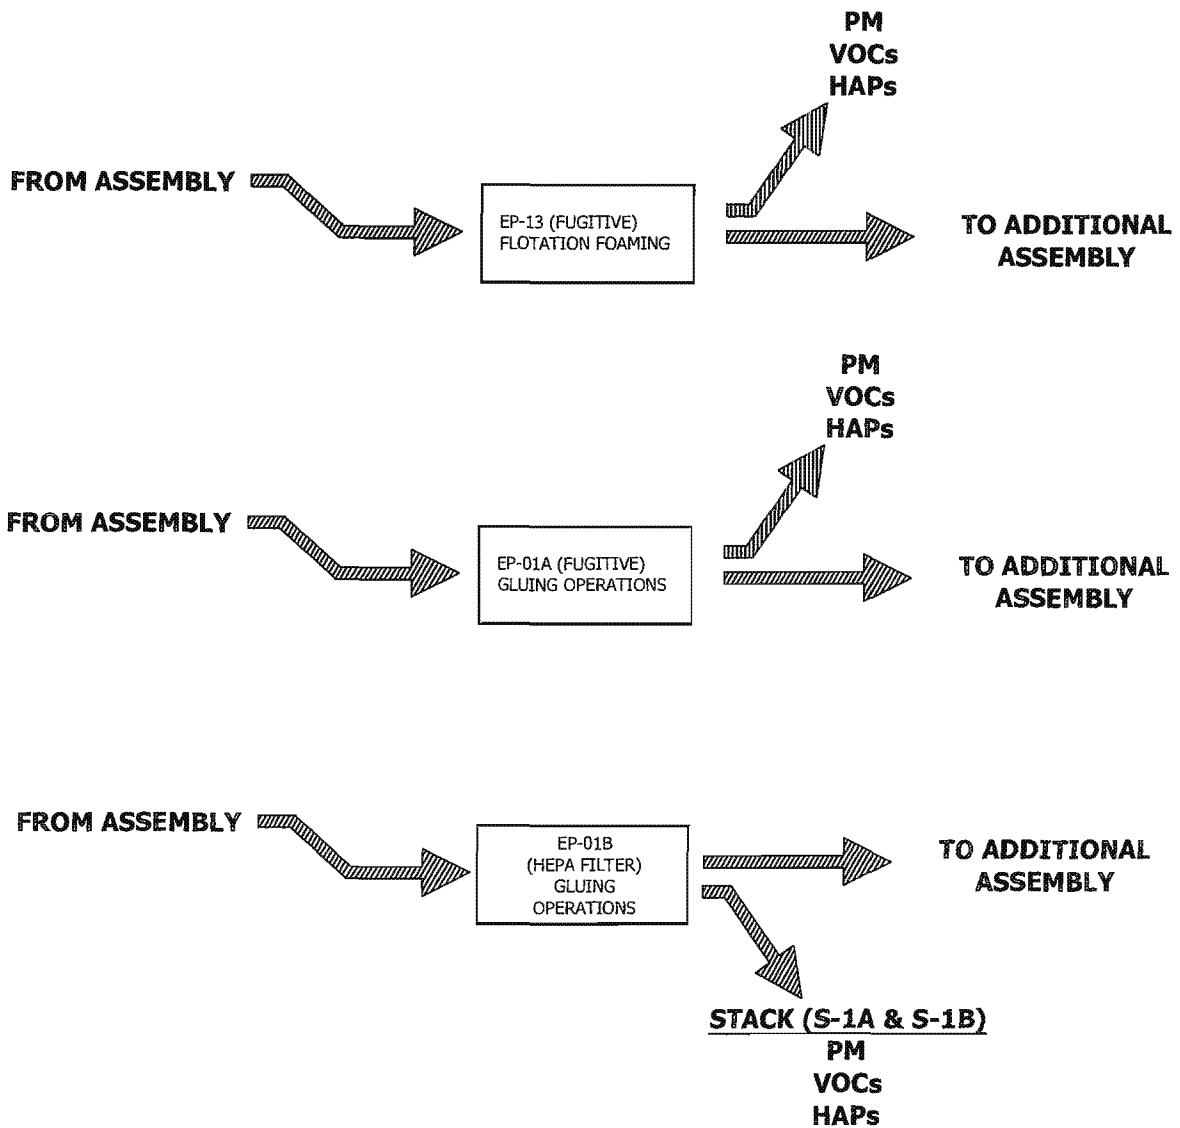 PM
VOCs
HAPs
FROM ASSEMBLY
EP-13 (FUGITIVE)
FLOTATION FOAMING
TO ADDITIONAL
ASSEMBLY
PM
VOCs
HAPs
FROM ASSEMBLY
EP-01A (FUGITIVE)
GLUING OPERATIONS
TO ADDITIONAL
ASSEMBLY
FROM ASSEMBLY
EP-01B
(HEPA FILTER)
GLUING
OPERATIONS
TO ADDITIONAL
ASSEMBLY
STACK (S-1A & S-1B)
PM
VOCs
HAPs